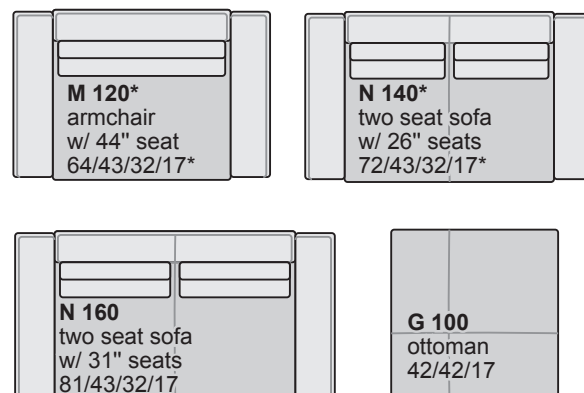 M 120*
armchair
w/ 44" seat
64/43/32/17*
N 140*
two seat sofa
w/ 26" seats
72/43/32/17*
N 160
two seat sofa
w/ 31" seats
81/43/32/17
G 100
ottoman
42/42/17